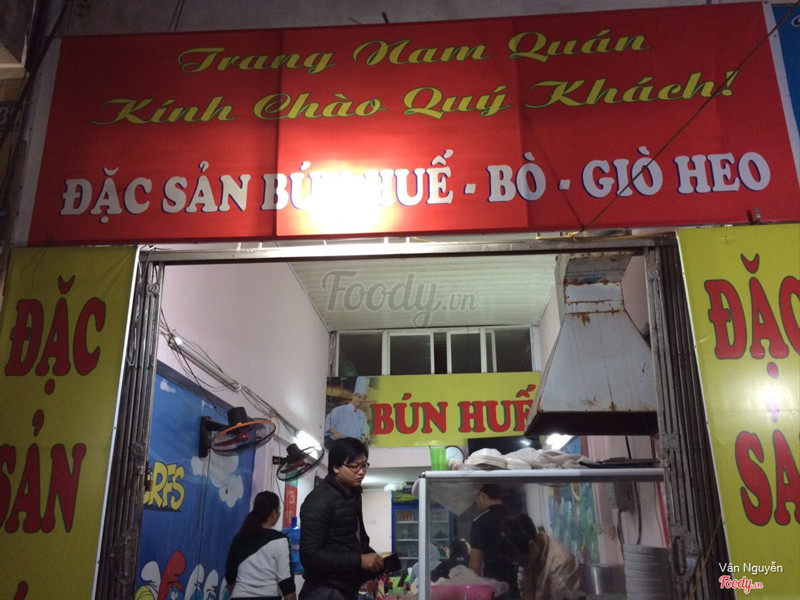 Trang Nam Quán
Kính Chào Quý Khách!
ĐẶC SẢN BÚN HUẾ - BÒ - GIÒ HEO
Foody.vn
ĐẶC
SẢN
ĐẶC
BÚN HUẾ
Vân Nguyễn
Foody.vn